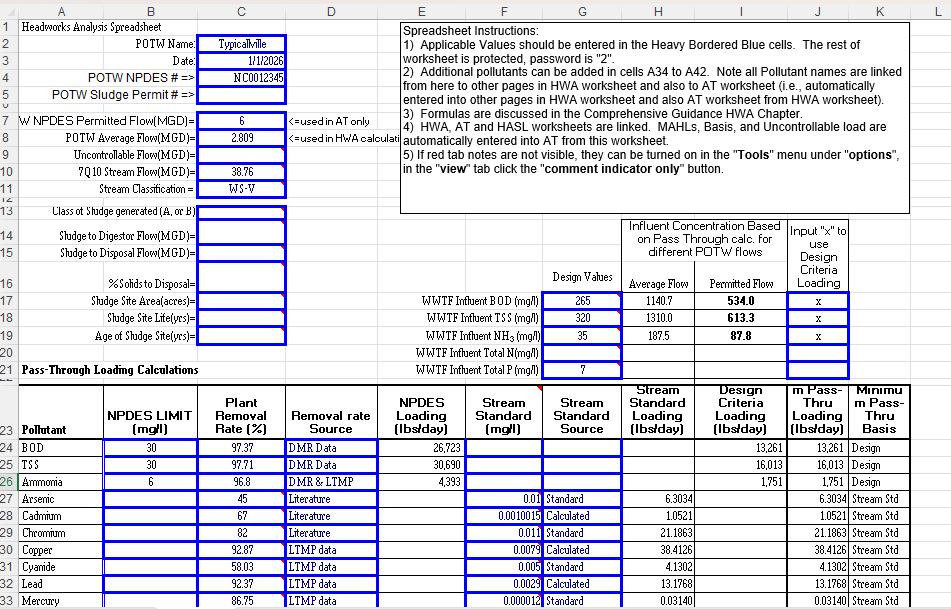 A B C D E F G H I J K L
1 Headworks Analysis Spreadsheet
2 POTW Name: Typicallville
3 Date: 1/1/2026
4 POTW NPDES # => NC0012345
5 POTW Sludge Permit # =>
7 W NPDES Permitted Flow(MGD)= 6 <=used in AT only
8 POTW Average Flow(MGD)= 2.809 <=used in HWA calculati
9 Uncontrollable Flow(MGD)=
10 7Q10 Stream Flow(MGD)= 38.76
11 Stream Classification = WS-V
Spreadsheet Instructions:
1) Applicable Values should be entered in the Heavy Bordered Blue cells. The rest of
worksheet is protected, password is "2".
2) Additional pollutants can be added in cells A34 to A42. Note all Pollutant names are linked
from here to other pages in HWA worksheet and also to AT worksheet (i.e., automatically
entered into other pages in HWA worksheet and also AT worksheet from HWA worksheet).
3) Formulas are discussed in the Comprehensive Guidance HWA Chapter.
4) HWA, AT and HASL worksheets are linked. MAHLs, Basis, and Uncontrollable load are
automatically entered into AT from this worksheet.
5) If red tab notes are not visible, they can be turned on in the "Tools" menu under "options",
in the "view" tab click the "comment indicator only" button.
13 Class of Sludge generated (A, or B)
14 Sludge to Digestor Flow(MGD)=
15 Sludge to Disposal Flow(MGD)=
16 %Solids to Disposal=
17 Sludge Site Area(acres)=
18 Sludge Site Life(yrs)=
19 Age of Sludge Site(yrs)=
20
Influent Concentration Based
on Pass Through calc. for
different POTW flows
Input "x" to
use
Design
Criteria
Loading
Design Values Average Flow Permitted Flow
WWTF Influent BOD (mg/l) 265 1140.7 534.0 x
WWTF Influent TSS (mg/l) 320 1310.0 613.3 x
WWTF Influent NH3 (mg/l) 35 187.5 87.8 x
WWTF Influent Total N(mg/l)
WWTF Influent Total P (mg/l) 7
21 Pass-Through Loading Calculations
23 Pollutant
NPDES LIMIT
(mg/l)
Plant
Removal
Rate (%)
Removal rate
Source
NPDES
Loading
(lbs/day)
Stream
Standard
(mg/l)
Stream
Standard
Source
Stream
Standard
Loading
(lbs/day)
Design
Criteria
Loading
(lbs/day)
m Pass-
Thru
Loading
(lbs/day)
Minimu
m Pass-
Thru
Basis
24 BOD 30 97.37 DMR Data 26,723 13,261 13,261 Design
25 TSS 30 97.71 DMR Data 30,690 16,013 16,013 Design
26 Ammonia 6 96.8 DMR & LTMP 4,393 1,751 1,751 Design
27 Arsenic 45 Literature 0.01 Standard 6.3034 6.3034 Stream Std
28 Cadmium 67 Literature 0.0010015 Calculated 1.0521 1.0521 Stream Std
29 Chromium 82 Literature 0.011 Standard 21.1863 21.1863 Stream Std
30 Copper 92.87 LTMP data 0.0079 Calculated 38.4126 38.4126 Stream Std
31 Cyanide 58.03 LTMP data 0.005 Standard 4.1302 4.1302 Stream Std
32 Lead 92.37 LTMP data 0.0029 Calculated 13.1768 13.1768 Stream Std
33 Mercury 86.75 LTMP data 0.000012 Standard 0.03140 0.03140 Stream Std